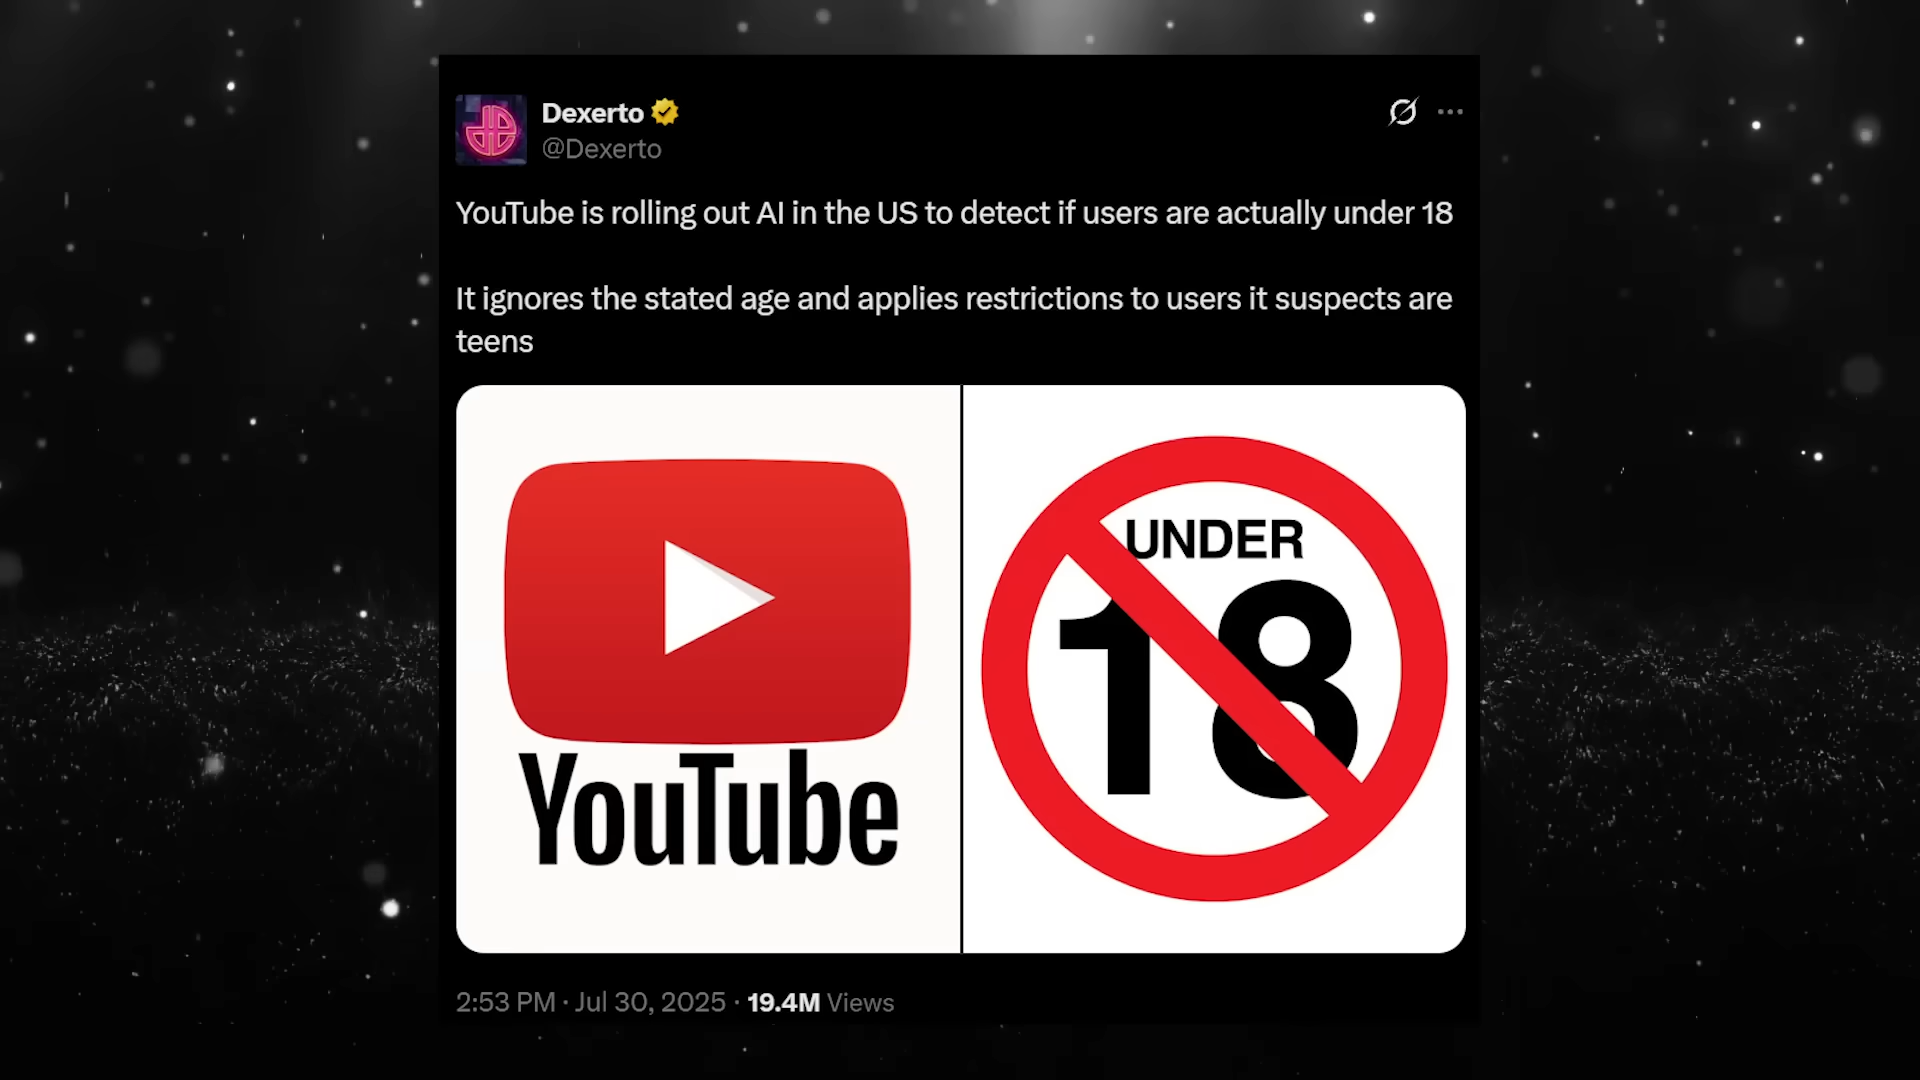 Dexerto
@Dexerto
YouTube is rolling out AI in the US to detect if users are actually under 18
It ignores the stated age and applies restrictions to users it suspects are
teens
YouTube
UNDER
18
2:53 PM · Jul 30, 2025 · 19.4M Views